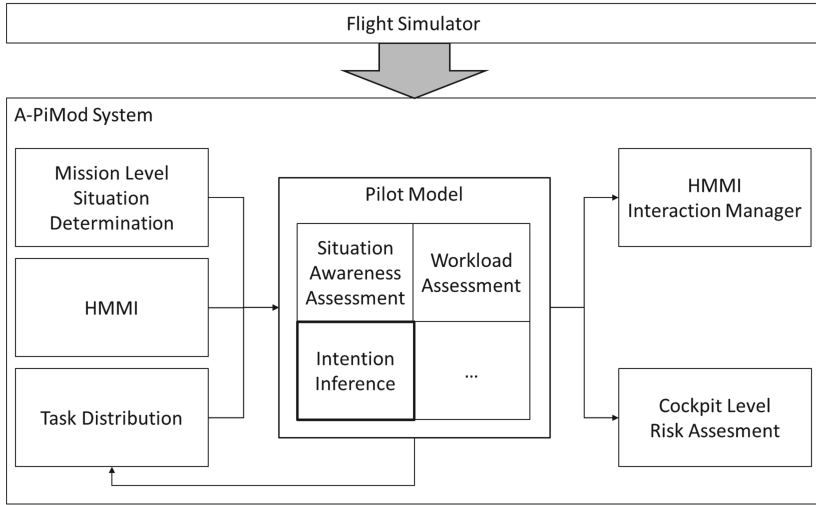 Flight Simulator
A-PiMod System
Mission Level
Situation
Determination
HMMI
Task Distribution
Pilot Model
Situation
Awareness
Assessment
Workload
Assessment
Intention
Inference
...
HMMI
Interaction Manager
Cockpit Level
Risk Assesment